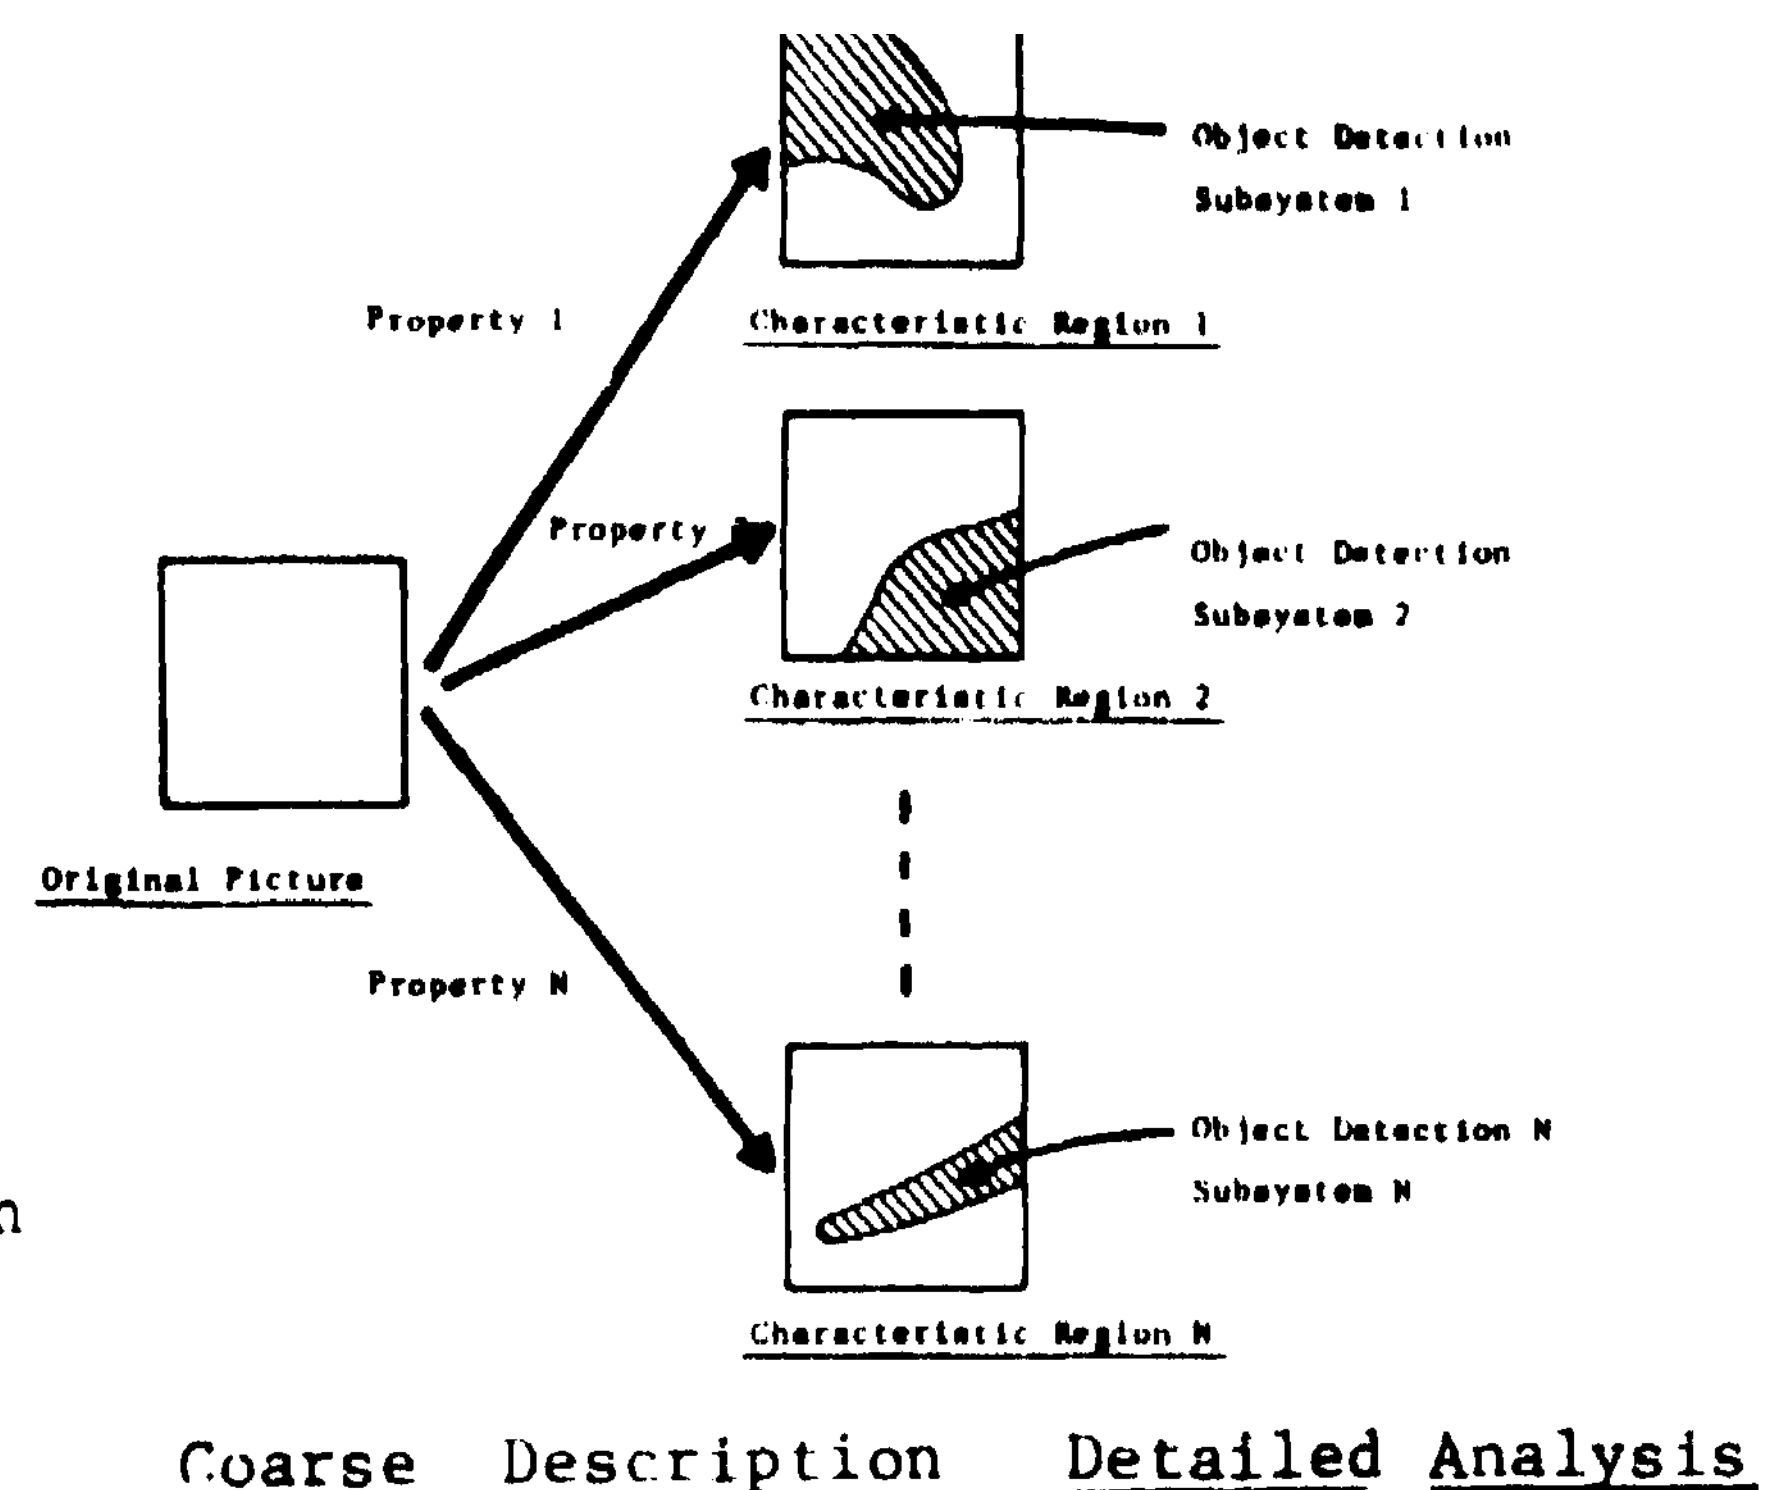 Object Detection
Subsystem 1
Property 1
Characteristic Region 1
Property
Object Detection
Subsystem 2
Characteristic Region 2
Original Picture
Property N
Object Detection N
Subsystem N
Characteristic Region N
Coarse Description Detailed Analysis